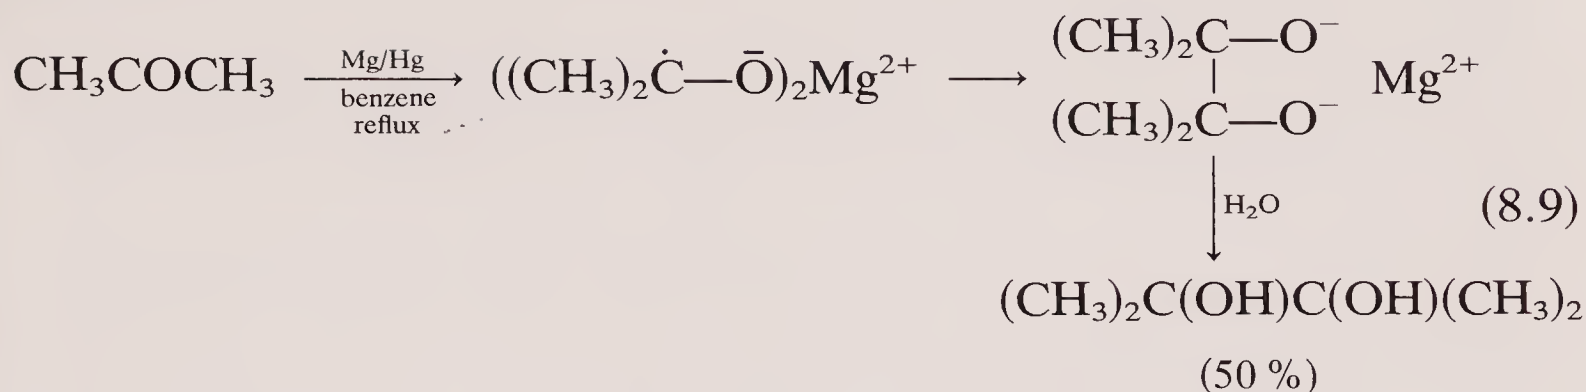 CH₃COCH₃ Mg/Hg benzene reflux ((CH₃)₂Ċ—Ō)₂Mg²⁺ (CH₃)₂C—O⁻
(CH₃)₂C—O⁻ Mg²⁺
H₂O (8.9)
(CH₃)₂C(OH)C(OH)(CH₃)₂
(50 %)